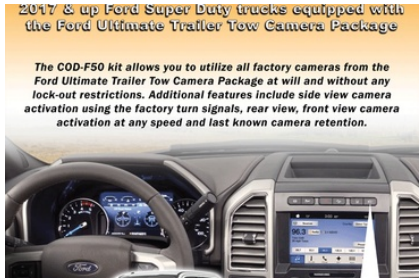 2017 & up Ford Super Duty trucks equipped with
the Ford Ultimate Trailer Tow Camera Package
The COD-F50 kit allows you to utilize all factory cameras from the
Ford Ultimate Trailer Tow Camera Package at will and without any
lock-out restrictions. Additional features include side view camera
activation using the factory turn signals, rear view, front view camera
activation at any speed and last known camera retention.
96.3
Ford